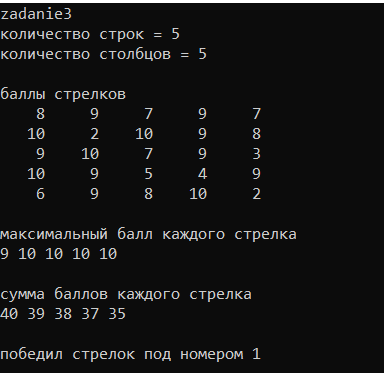 zadanie3
количество строк = 5
количество столбцов = 5
баллы стрелков
8 9 7 9 7
10 2 10 9 8
9 10 7 9 3
10 9 5 4 9
6 9 8 10 2
максимальный балл каждого стрелка
9 10 10 10 10
сумма баллов каждого стрелка
40 39 38 37 35
победил стрелок под номером 1